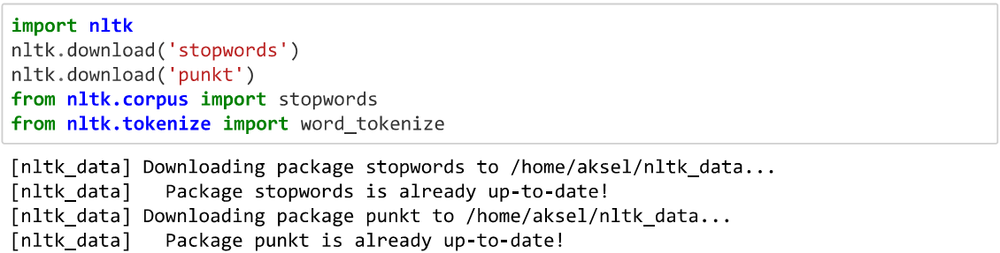 import nltk
nltk.download('stopwords')
nltk.download('punkt')
from nltk.corpus import stopwords
from nltk.tokenize import word_tokenize
[nltk_data] Downloading package stopwords to /home/aksel/nltk_data...
[nltk_data]   Package stopwords is already up-to-date!
[nltk_data] Downloading package punkt to /home/aksel/nltk_data...
[nltk_data]   Package punkt is already up-to-date!